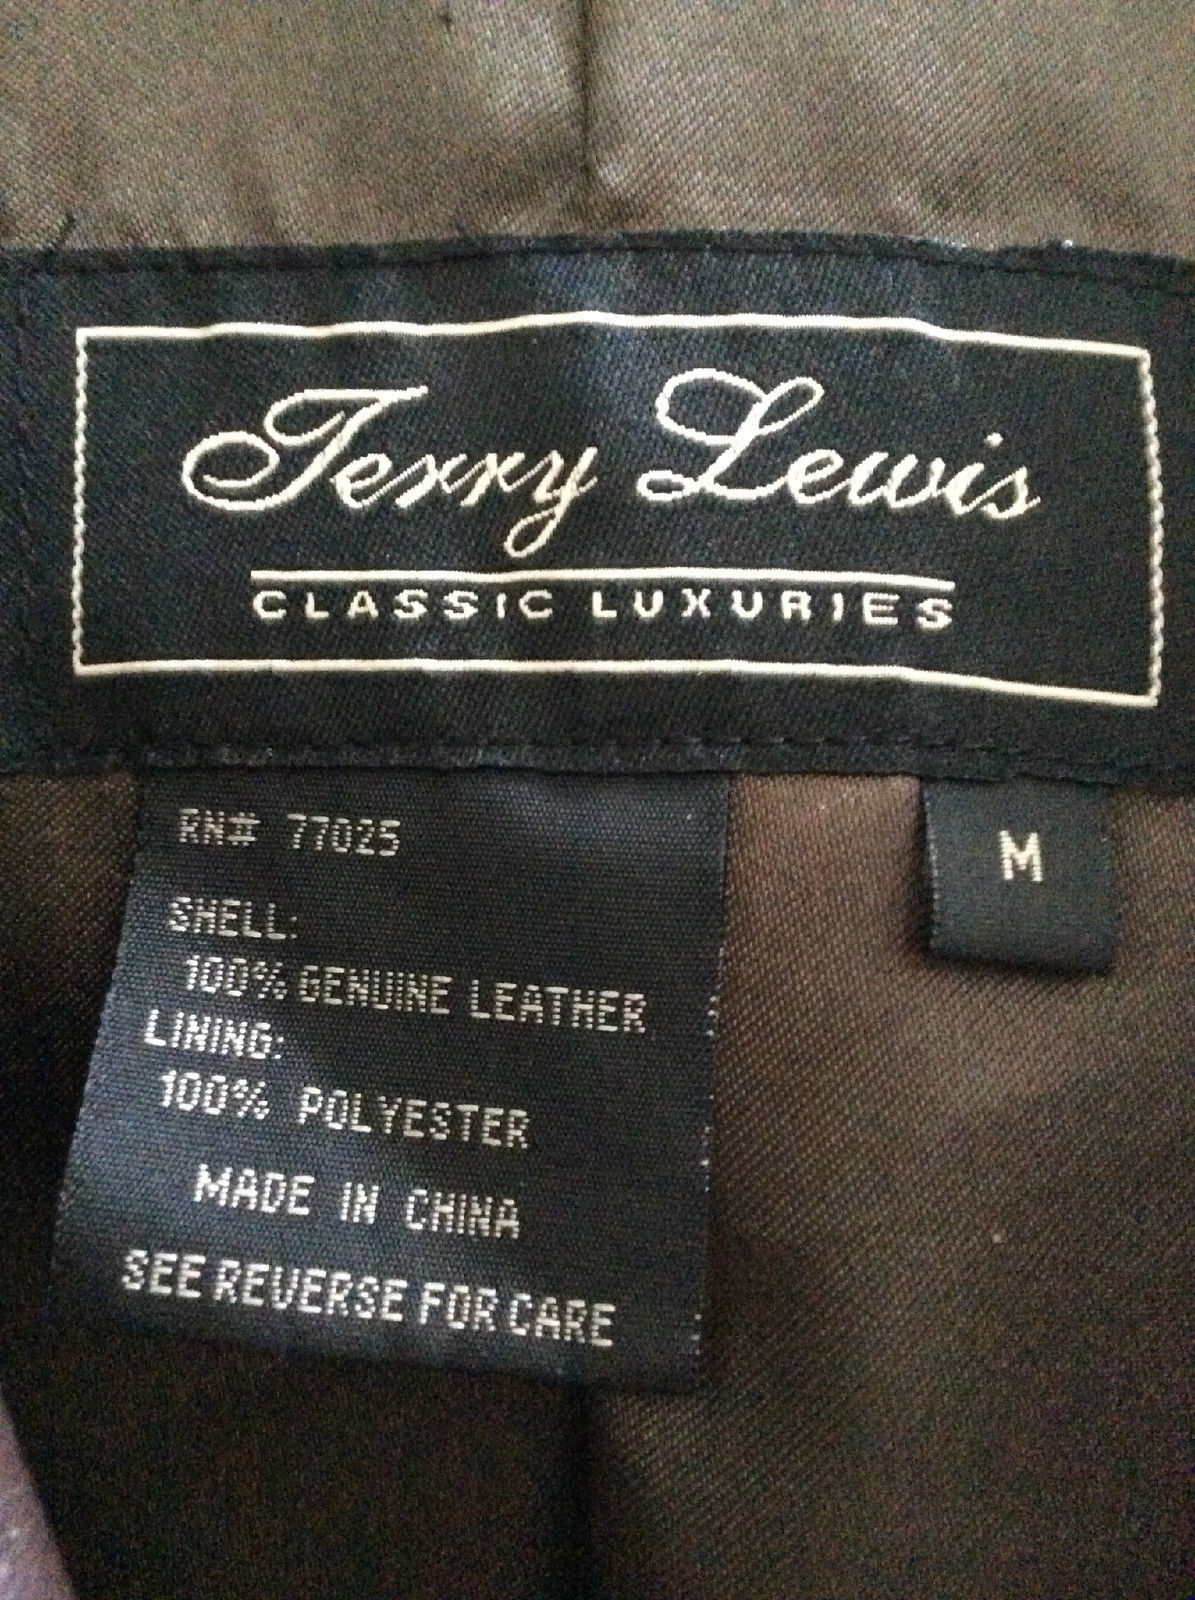 Terry Lewis
CLASSIC LUXURIES
M
RN# 77025
SHELL:
100% GENUINE LEATHER
LINING:
100% POLYESTER
MADE IN CHINA
SEE REVERSE FOR CARE